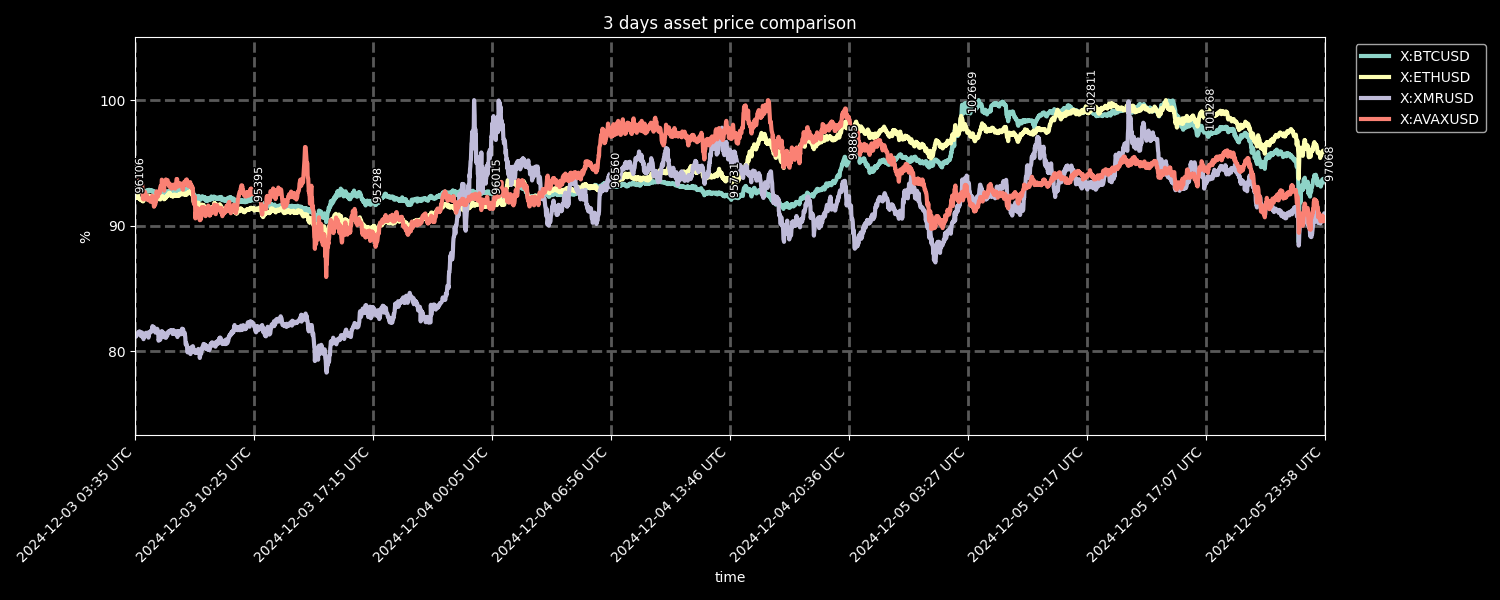 3 days asset price comparison
X:BTCUSD
X:ETHUSD
X:XMRUSD
X:AVAXUSD
100
90
80
%
96106
95395
95298
96015
96560
95731
98865
102669
102811
101268
97068
2024-12-03 03:35 UTC
2024-12-03 10:25 UTC
2024-12-03 17:15 UTC
2024-12-04 00:05 UTC
2024-12-04 06:56 UTC
2024-12-04 13:46 UTC
2024-12-04 20:36 UTC
2024-12-05 03:27 UTC
2024-12-05 10:17 UTC
2024-12-05 17:07 UTC
2024-12-05 23:58 UTC
time